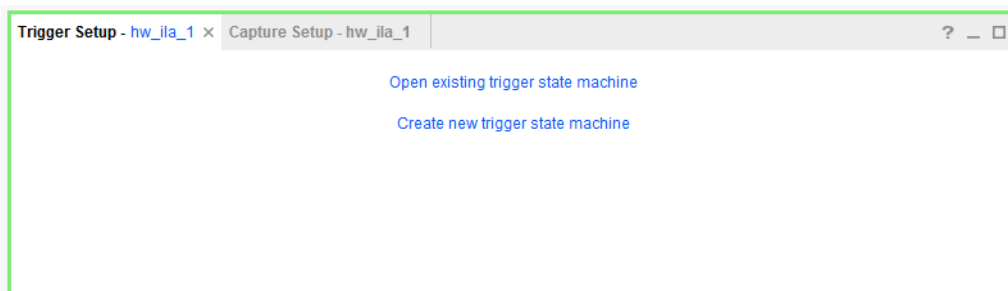 Trigger Setup - hw_ila_1 × Capture Setup - hw_ila_1 ? _ □
Open existing trigger state machine
Create new trigger state machine